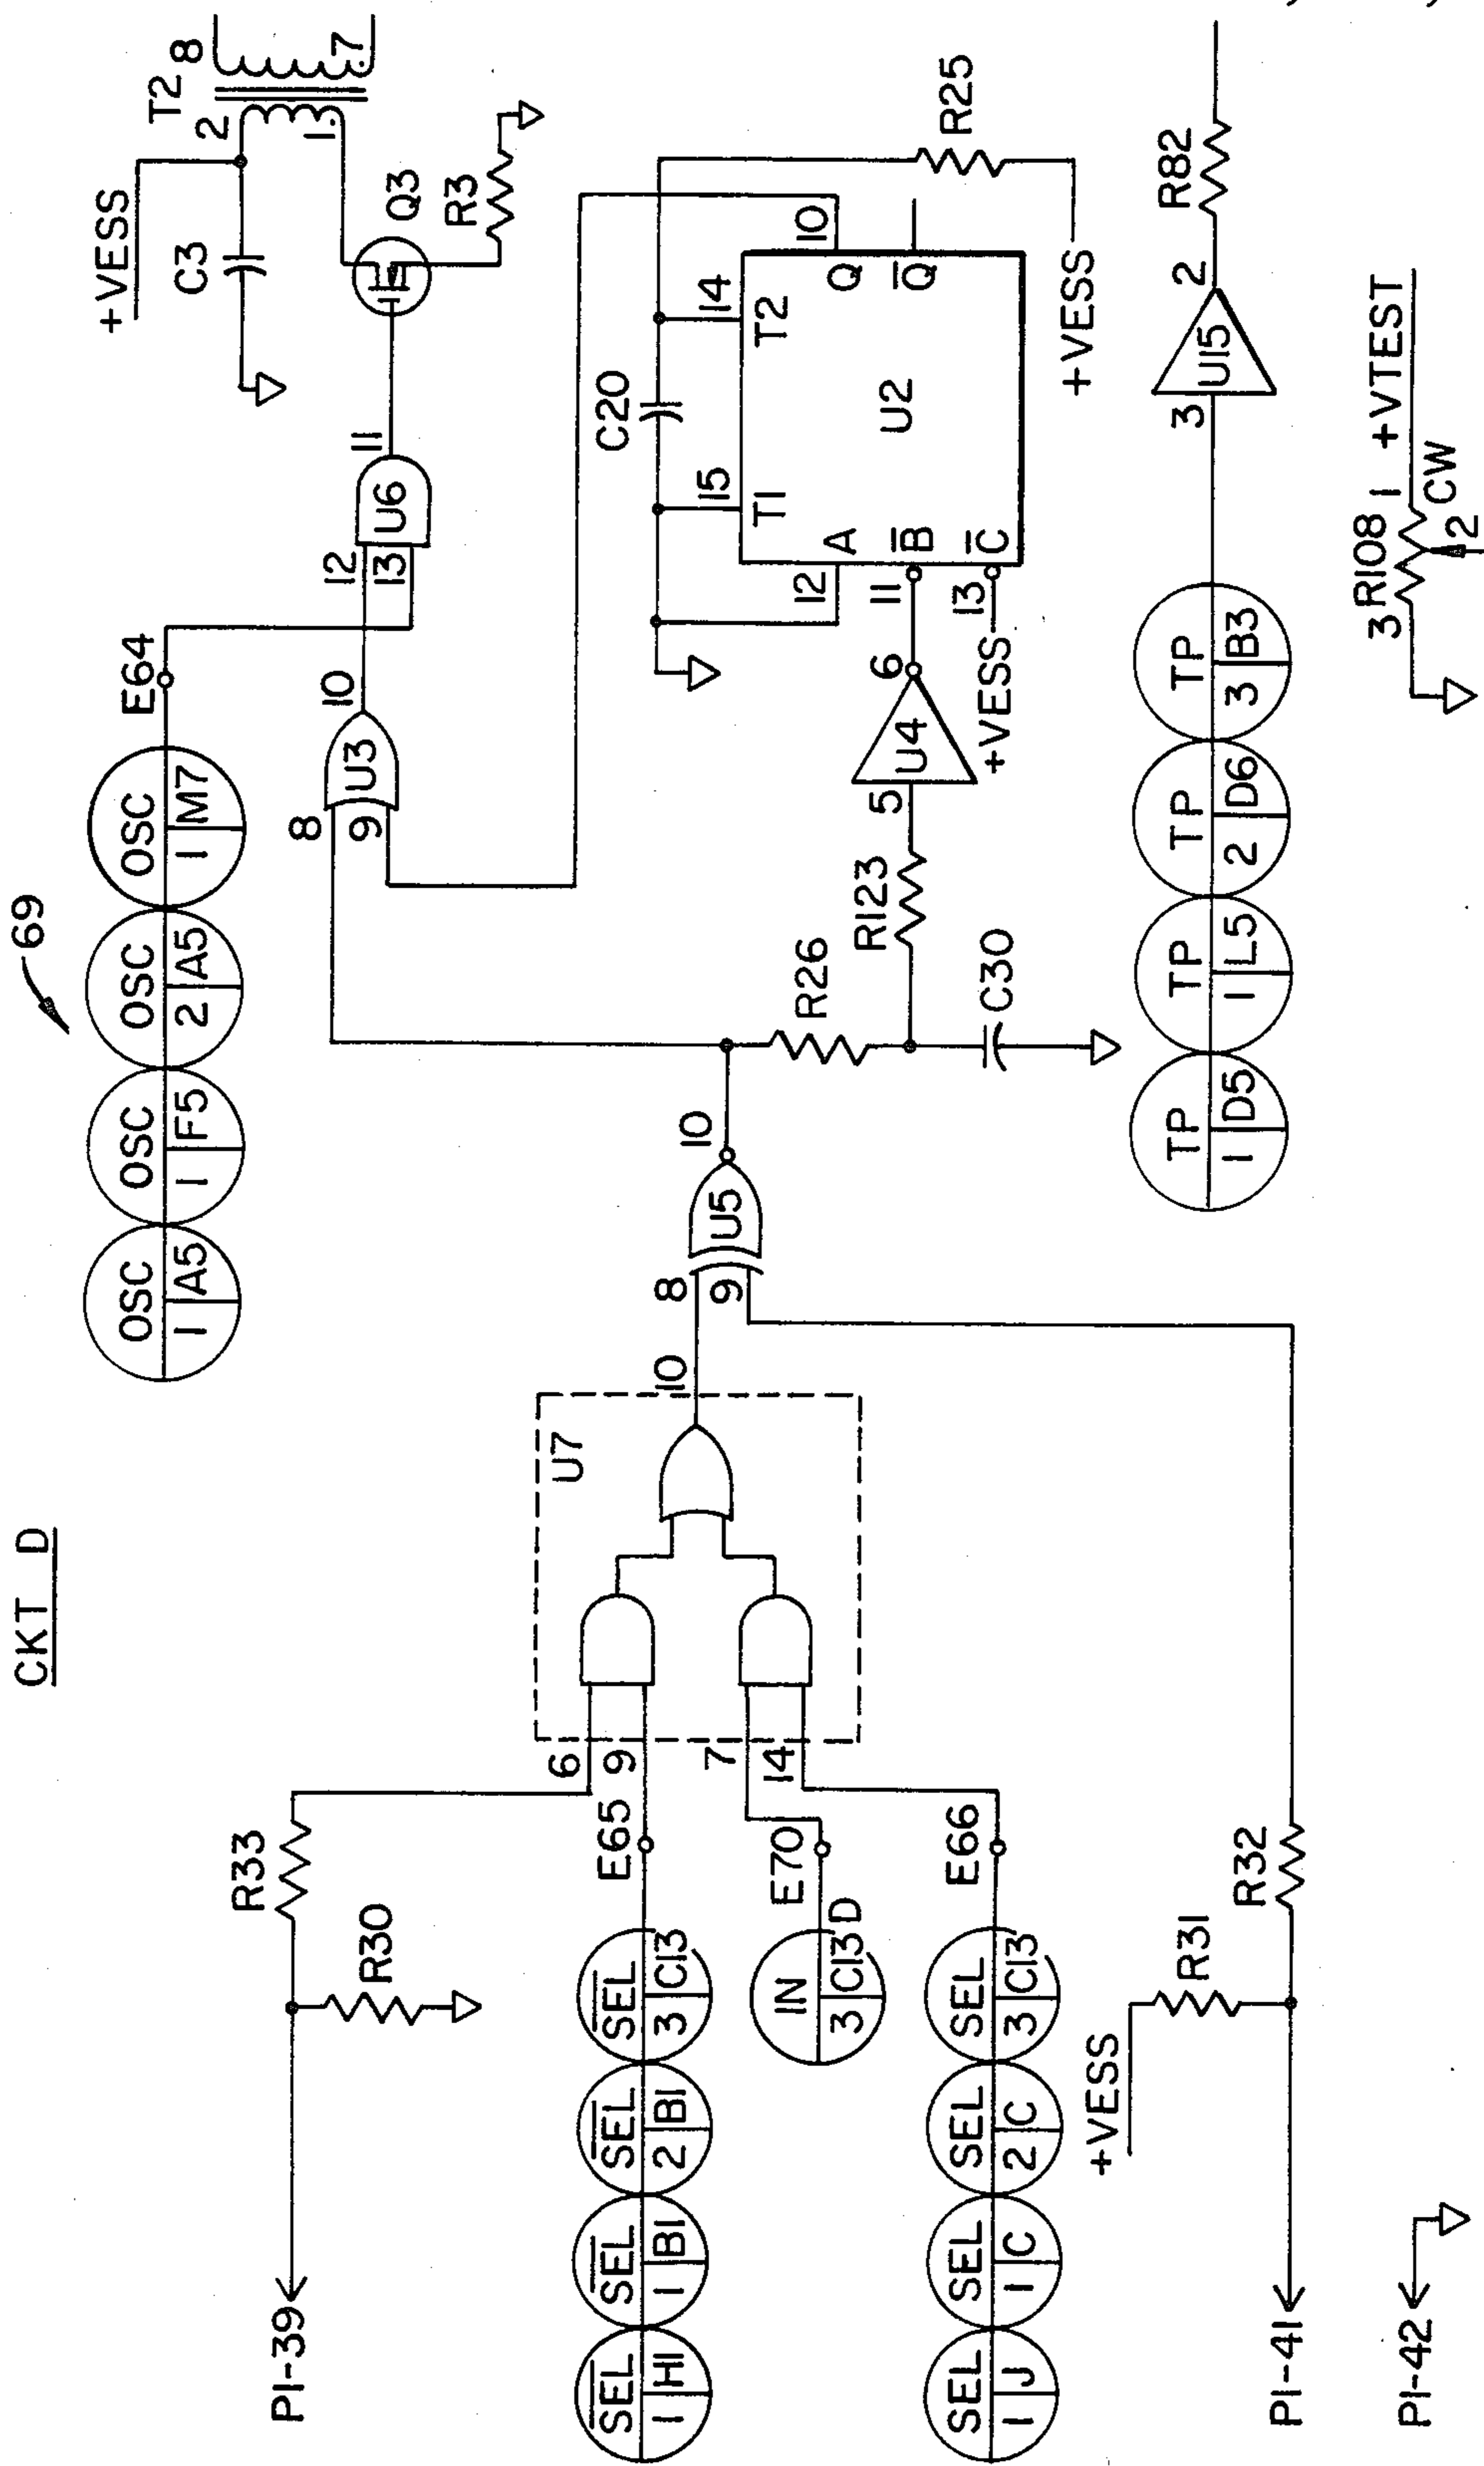 CKT D
69
OSC 1 A5
OSC 1 F5
OSC 2 A5
OSC 1 M7
E64
+VESS
C3
T2
2
1
8
7
Q3
R3
12
13
U6
11
8
9
U3
10
P1-39
R33
R30
6
9
7
14
U7
10
SEL̅ 1 H1
SEL̅ 1 B1
SEL̅ 2 B1
SEL̅ 3 C13
E65
IN 3 C13 D
E70
SEL 1 J
SEL 1 C
SEL 2 C
SEL 3 C13
E66
8
9
U5
10
R26
C30
R123
5
U4
6
C20
15
T1
14
T2
12
A
11
B̅
13
C̅
+VESS
U2
Q
10
Q̅
R25
+VESS
+VESS
R31
R32
P1-41
P1-42
TP 1 D5
TP 1 L5
TP 2 D6
TP 3 B3
3
U15
2
R82
3 R108 1 +VTEST
CW
2